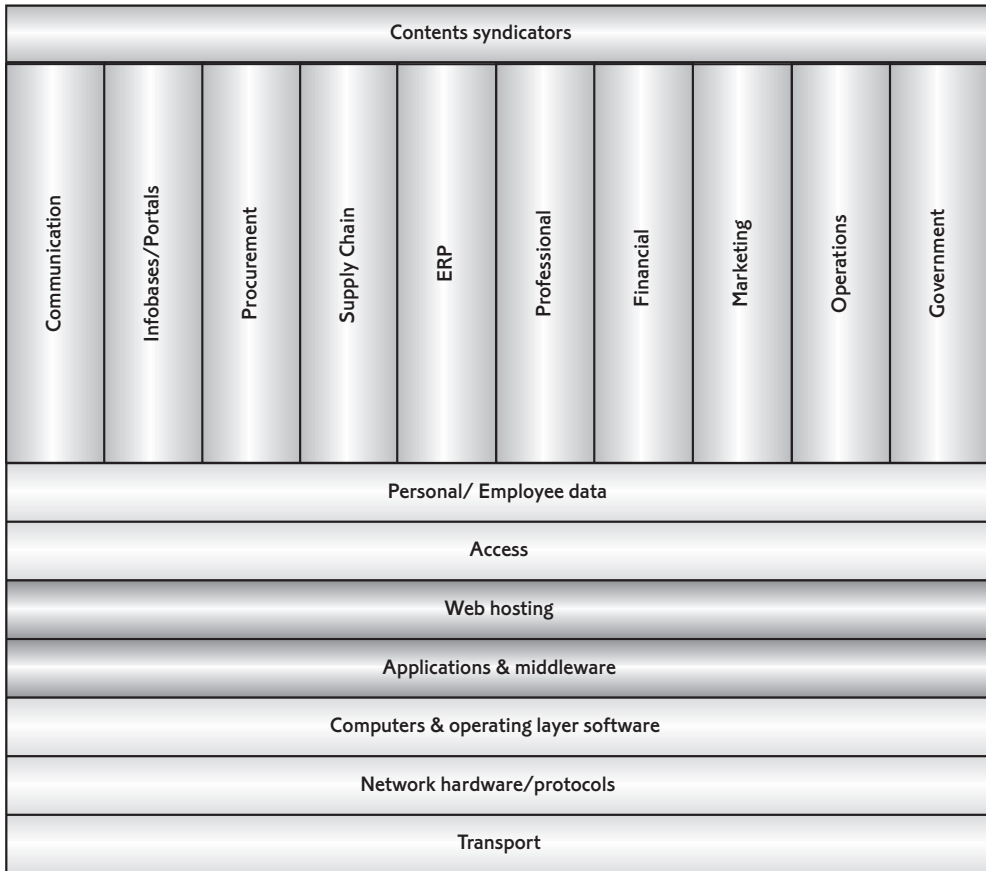 Contents syndicators
Communication
Infobases/Portals
Procurement
Supply Chain
ERP
Professional
Financial
Marketing
Operations
Government
Personal/ Employee data
Access
Web hosting
Applications & middleware
Computers & operating layer software
Network hardware/protocols
Transport